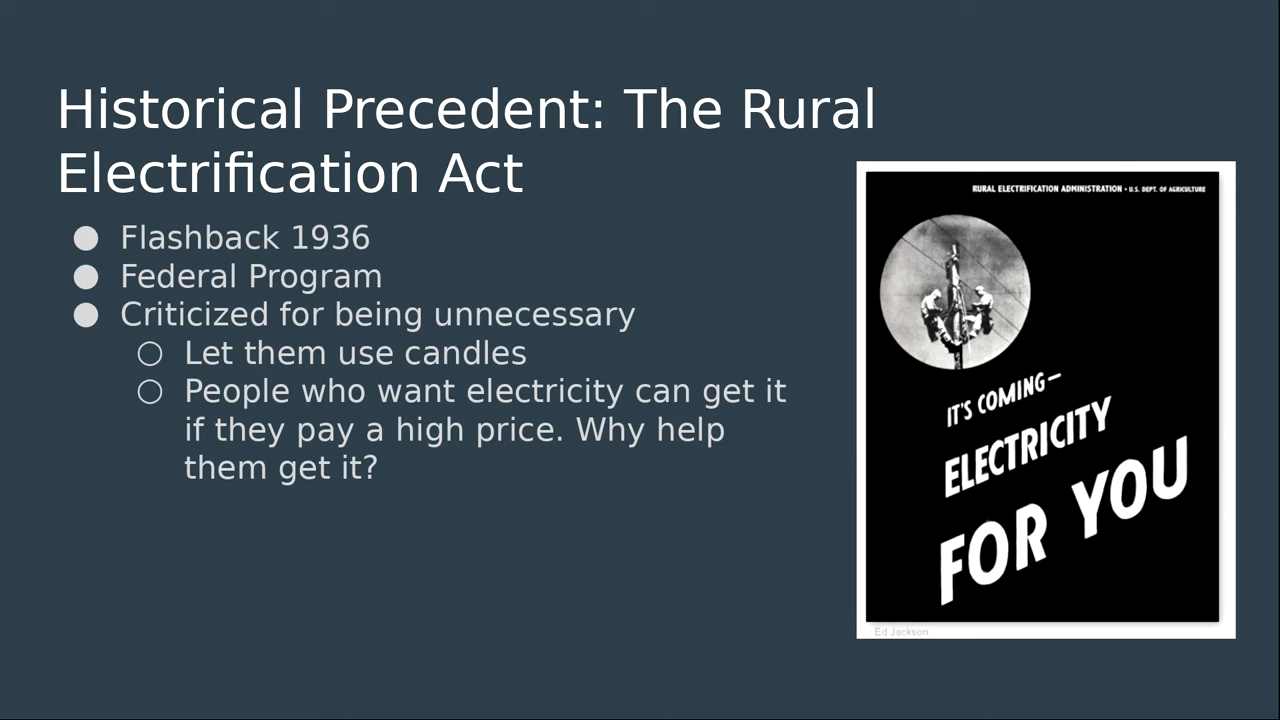 Historical Precedent: The Rural
Electrification Act
● Flashback 1936
● Federal Program
● Criticized for being unnecessary
○ Let them use candles
○ People who want electricity can get it
if they pay a high price. Why help
them get it?
RURAL ELECTRIFICATION ADMINISTRATION • U.S. DEPT. OF AGRICULTURE
IT'S COMING—
ELECTRICITY
FOR YOU
Ed Jackson